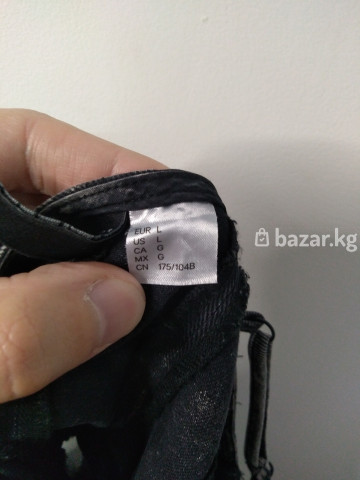 EUR L
US L
CA G
MX G
CN 175/104B
bazar.kg